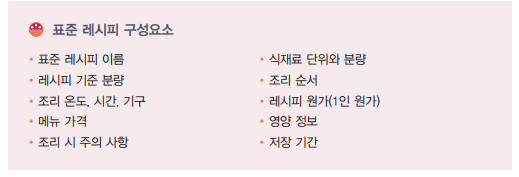 표준 레시피 구성요소
• 표준 레시피 이름
• 레시피 기준 분량
• 조리 온도, 시간, 기구
• 메뉴 가격
• 조리 시 주의 사항
• 식재료 단위와 분량
• 조리 순서
• 레시피 원가(1인 원가)
• 영양 정보
• 저장 기간